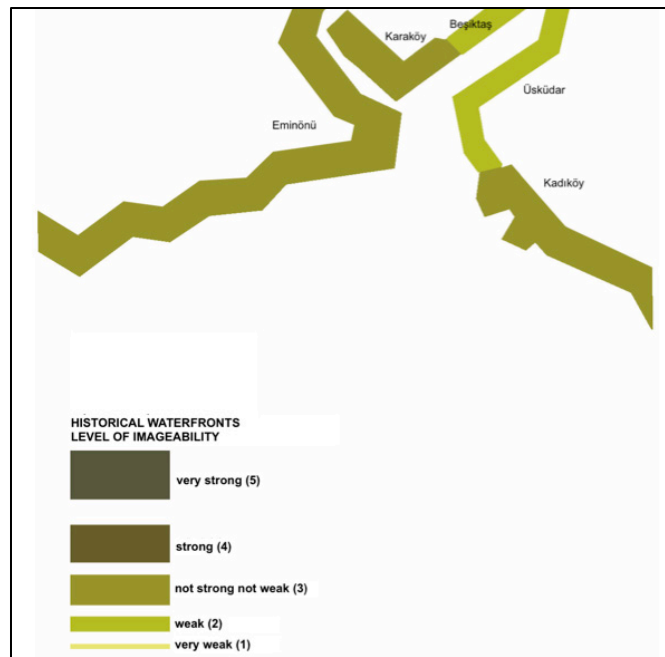 Beşiktaş
Karaköy
Üsküdar
Eminönü
Kadıköy
HISTORICAL WATERFRONTS
LEVEL OF IMAGEABILITY
very strong (5)
strong (4)
not strong not weak (3)
weak (2)
very weak (1)